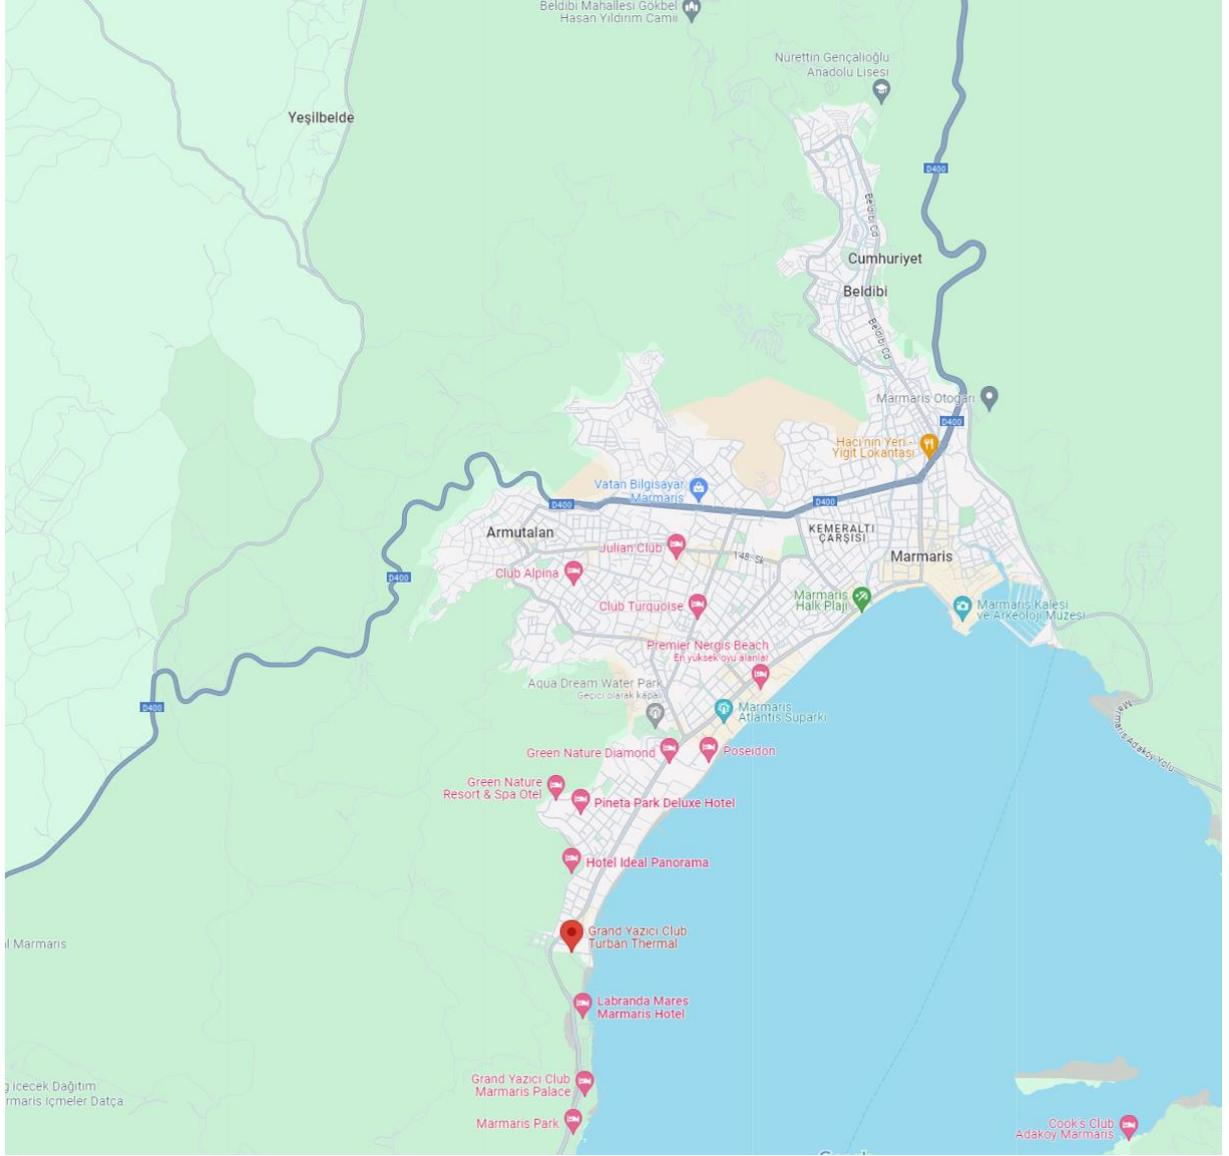 Beldibi Mahallesi Gökbel
Hasan Yıldırım Camii
Nurettin Gençalioğlu
Anadolu Lisesi
Yeşilbelde
D400
Beldibi Cd
Cumhuriyet
Beldibi
Beldibi Cd
Marmaris Otogarı
D400
Hacı'nın Yeri -
Yiğit Lokantası
Vatan Bilgisayar
Marmaris
D400
D400
Armutalan
KEMERALTI
ÇARŞISI
Julian Club
148. Sk
Marmaris
Club Alpina
D400
Marmaris
Halk Plajı
Club Turquoise
Marmaris Kalesi
ve Arkeoloji Müzesi
Premier Nergis Beach
En yüksek oyu alanlar
Aqua Dream Water Park
Geçici olarak kapalı
D400
Marmaris
Atlantis Suparkı
Marmaris Adaköy Yolu
Green Nature Diamond
Poseidon
Green Nature
Resort & Spa Otel
Pineta Park Deluxe Hotel
Hotel Ideal Panorama
Grand Yazıcı Club
Turban Thermal
Marmaris
Labranda Mares
Marmaris Hotel
Grand Yazıcı Club
Marmaris Palace
içecek Dağıtım
rmaris İçmeler Datça
Marmaris Park
Cook's Club
Adaköy Marmaris